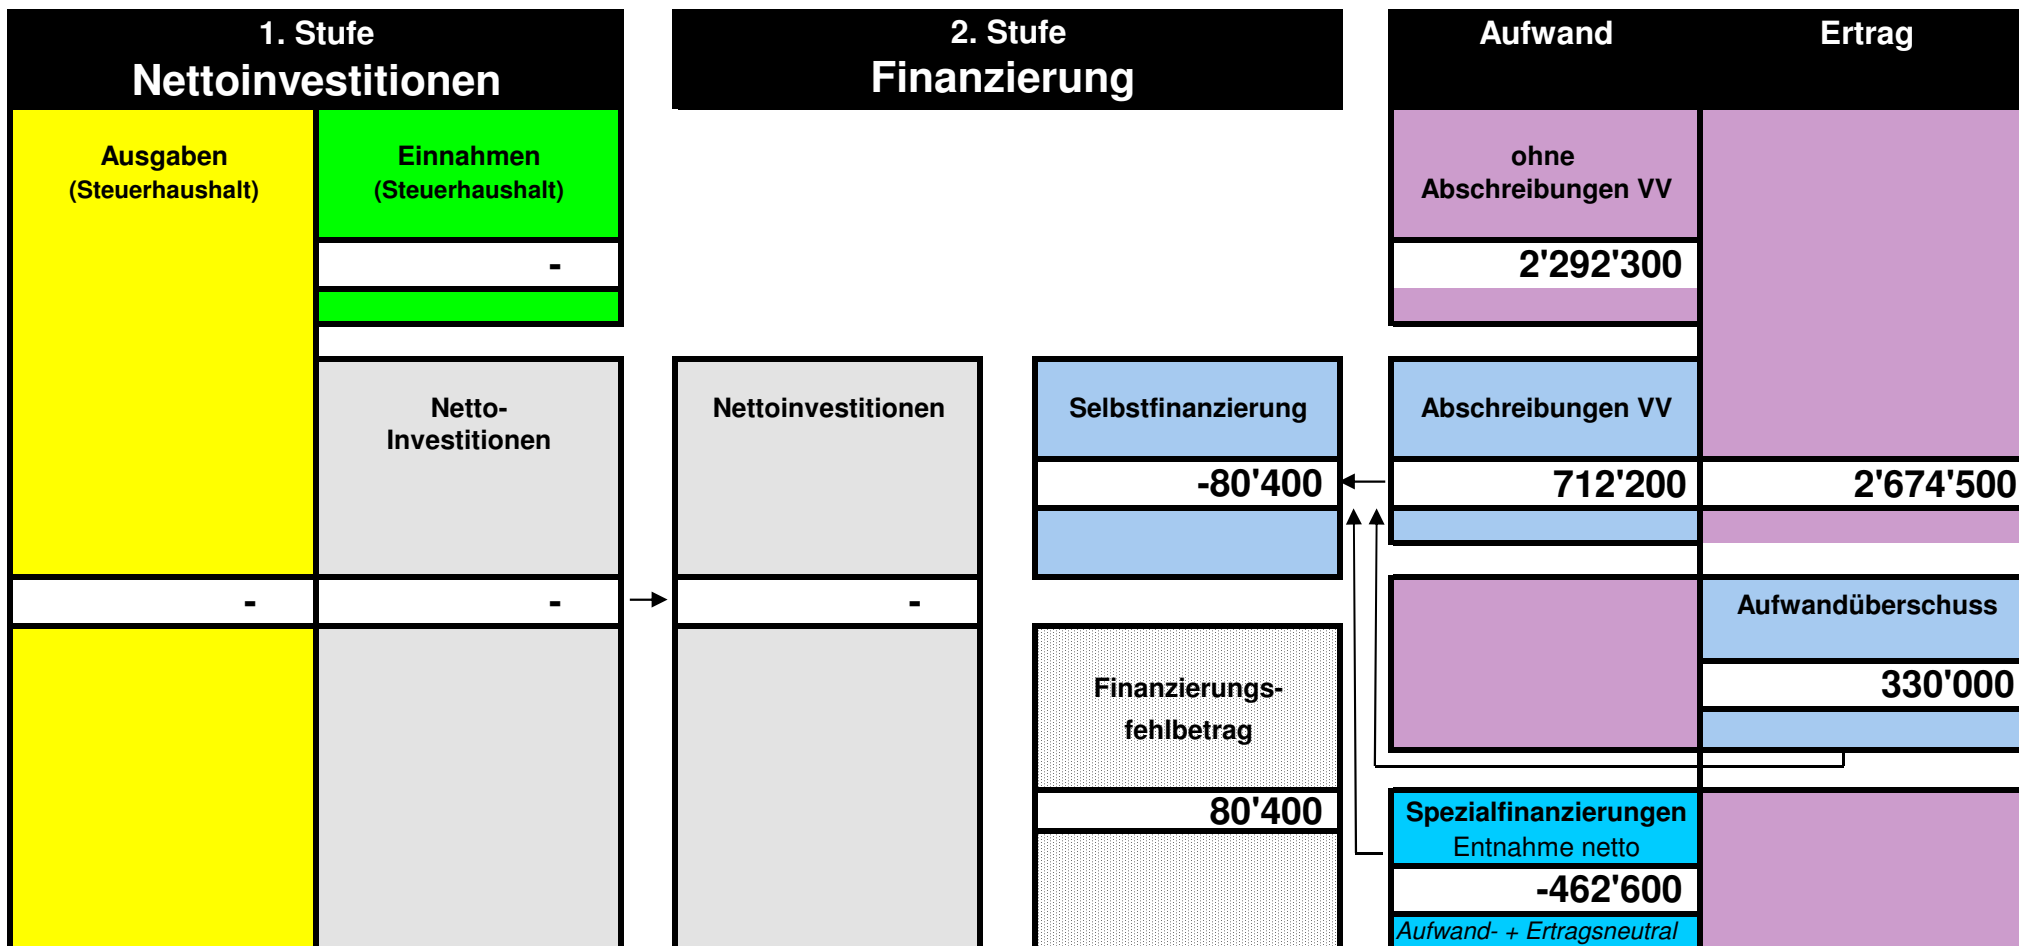 1. Stufe
Nettoinvestitionen
2. Stufe
Finanzierung
Aufwand
Ertrag
Ausgaben
(Steuerhaushalt)
Einnahmen
(Steuerhaushalt)
ohne
Abschreibungen VV
-
2'292'300
Netto-
Investitionen
Nettoinvestitionen
Selbstfinanzierung
Abschreibungen VV
-80'400
712'200
2'674'500
-
-
-
Aufwandüberschuss
330'000
Finanzierungs-
fehlbetrag
80'400
Spezialfinanzierungen
Entnahme netto
-462'600
Aufwand- + Ertragsneutral